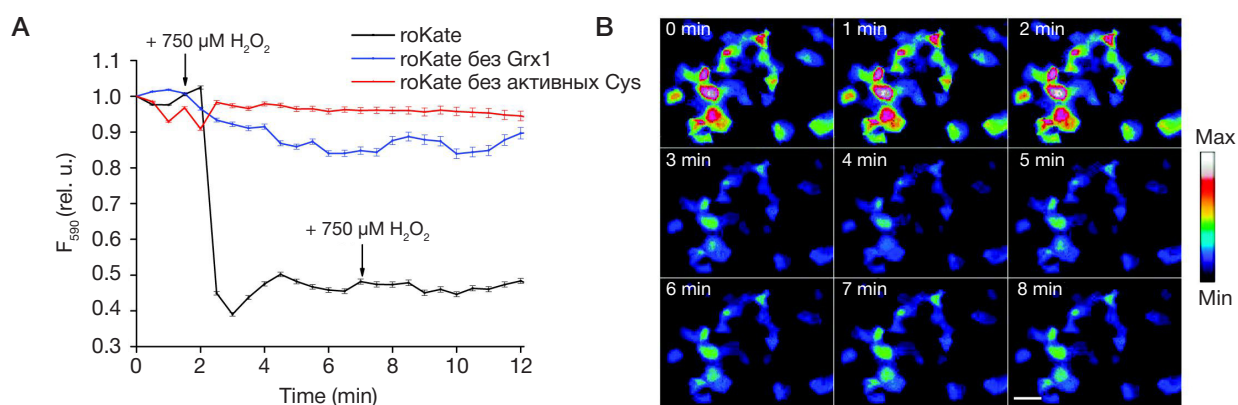 A
+ 750 µM H₂O₂
roKate
roKate без Grx1
roKate без активных Cys
F₅₉₀ (rel. u.)
1.1
1.0
0.9
0.8
0.7
0.6
0.5
0.4
0.3
+ 750 µM H₂O₂
0 2 4 6 8 10 12
Time (min)
B
0 min 1 min 2 min
3 min 4 min 5 min
6 min 7 min 8 min
Max
Min